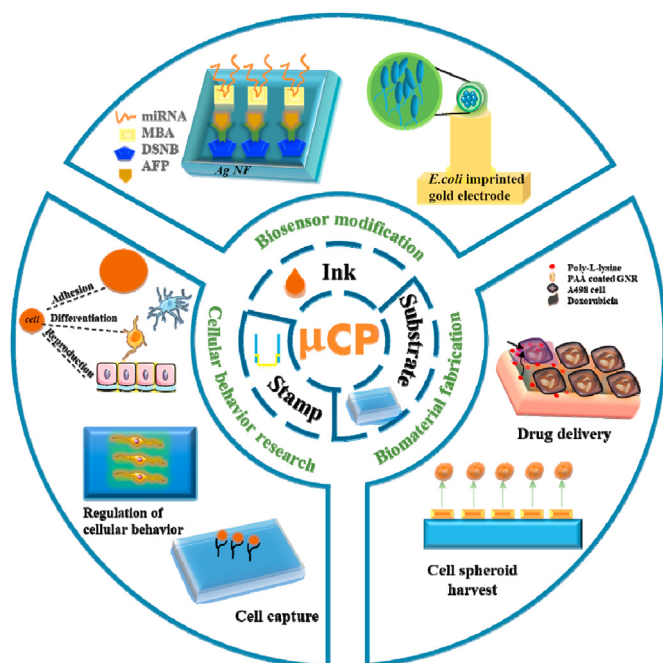 miRNA
MBA
DSNB
AFP
Ag NF
E.coli imprinted
gold electrode
Biosensor modification
Ink
Substrate
Stamp
μCP
Cellular behavior research
Biomaterial fabrication
Adhesion
cell
Differentiation
Reproduction
Regulation of
cellular behavior
Cell capture
Poly-L-lysine
PAA coated GNR
A498 cell
Doxorubicin
Drug delivery
Cell spheroid
harvest